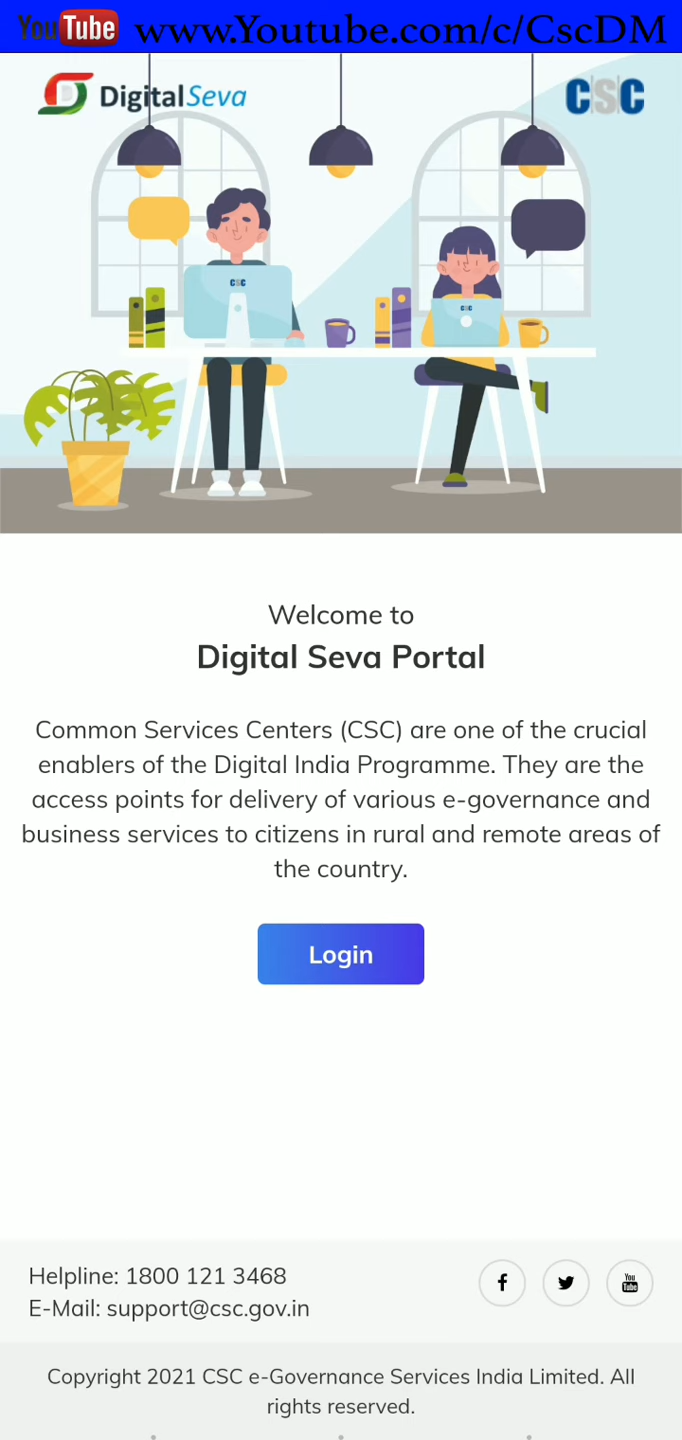 YouTube www.Youtube.com/c/CscDM
DigitalSeva
CSC
CSC
CSC
Welcome to
Digital Seva Portal
Common Services Centers (CSC) are one of the crucial
enablers of the Digital India Programme. They are the
access points for delivery of various e-governance and
business services to citizens in rural and remote areas of
the country.
Login
Helpline: 1800 121 3468
E-Mail: support@csc.gov.in
You
Tube
Copyright 2021 CSC e-Governance Services India Limited. All
rights reserved.